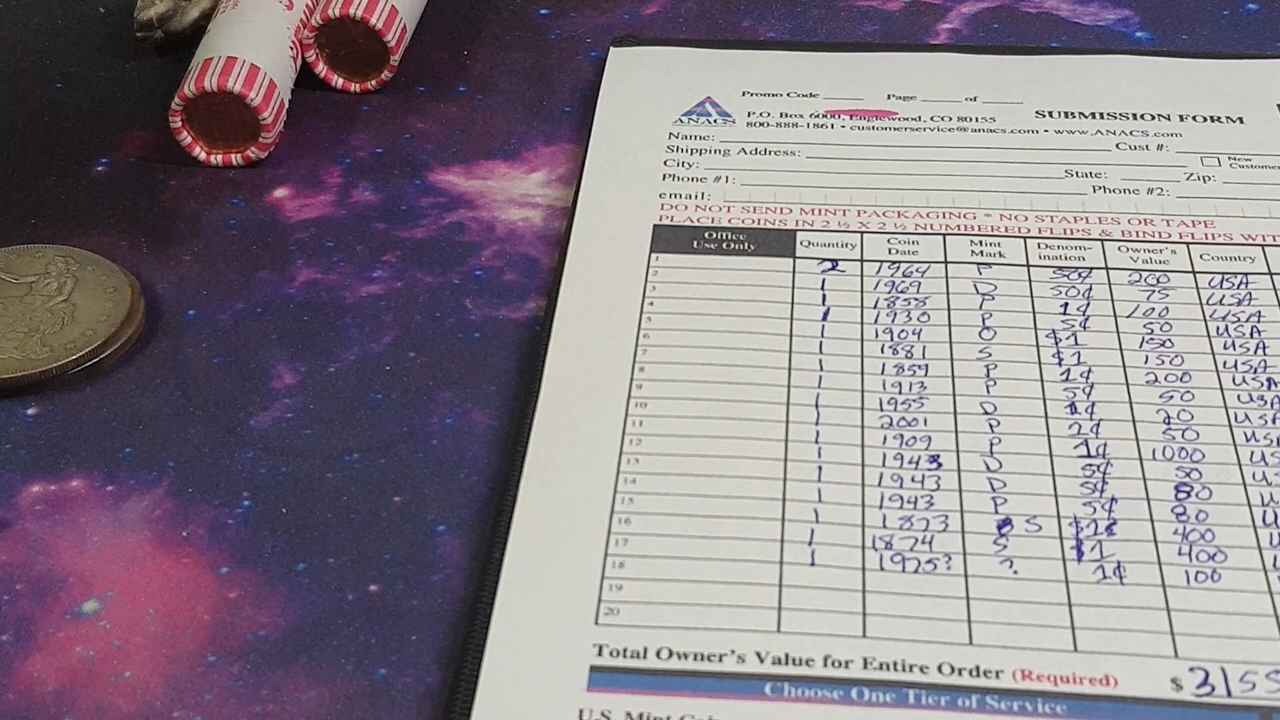 Promo Code Page of
ANACS
P.O. Box 6000, Englewood, CO 80155
SUBMISSION FORM
800-888-1861 • customerservice@anacs.com • www.ANACS.com
Name: Cust #:
Shipping Address: New Customer
City: State: Zip:
Phone #1: Phone #2:
email:
DO NOT SEND MINT PACKAGING * NO STAPLES OR TAPE
PLACE COINS IN 2 ½ X 2 ½ NUMBERED FLIPS & BIND FLIPS WIT
Office Use Only Quantity Coin Date Mint Mark Denom-ination Owner's Value Country
1 2 1964 P 50¢ 200 USA
2 1 1969 D 50¢ 75 USA
3 1 1858 P 1¢ 100 USA
4 1 1930 P 5¢ 50 USA
5 1 1904 O $1 150 USA
6 1 1881 S $1 150 USA
7 1 1859 P 1¢ 200 USA
8 1 1913 P 5¢ 50 USA
9 1 1955 D 1¢ 20 USA
10 1 2001 P 50 US
11 1 1909 P 1¢ 1000 US
12 1 1943 D 5¢ 50 U
13 1 1943 D 5¢ 80 U
14 1 1943 P 5¢ 80 U
15 1 S 400 U
16 1 1874 S $1 400
17 1 ? 1¢ 100
18
19
20
Total Owner's Value for Entire Order (Required) $ 3155
Choose One Tier of Service